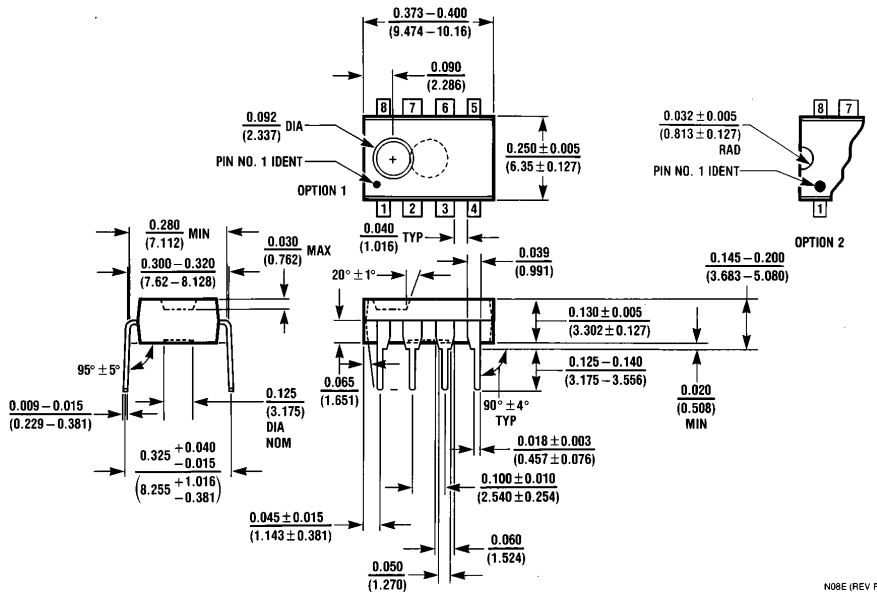 0.373 – 0.400
(9.474 – 10.16)
0.090
(2.286)
0.092 DIA
(2.337)
PIN NO. 1 IDENT
OPTION 1
8 7 6 5
1 2 3 4
0.250 ± 0.005
(6.35 ± 0.127)
0.032 ± 0.005
(0.813 ± 0.127)
RAD
PIN NO. 1 IDENT
8 7
1
OPTION 2
0.280 MIN
(7.112)
0.300 – 0.320
(7.62 – 8.128)
0.030 MAX
(0.762)
0.040 TYP
(1.016)
20° ± 1°
0.039
(0.991)
0.145 – 0.200
(3.683 – 5.080)
0.130 ± 0.005
(3.302 ± 0.127)
0.125 – 0.140
(3.175 – 3.556)
0.020
(0.508)
MIN
95° ± 5°
0.009 – 0.015
(0.229 – 0.381)
0.125
(3.175)
DIA
NOM
0.065
(1.651)
90° ± 4°
TYP
0.018 ± 0.003
(0.457 ± 0.076)
0.325 +0.040 −0.015
(8.255 +1.016 −0.381)
0.100 ± 0.010
(2.540 ± 0.254)
0.045 ± 0.015
(1.143 ± 0.381)
0.060
(1.524)
0.050
(1.270)
N08E (REV F